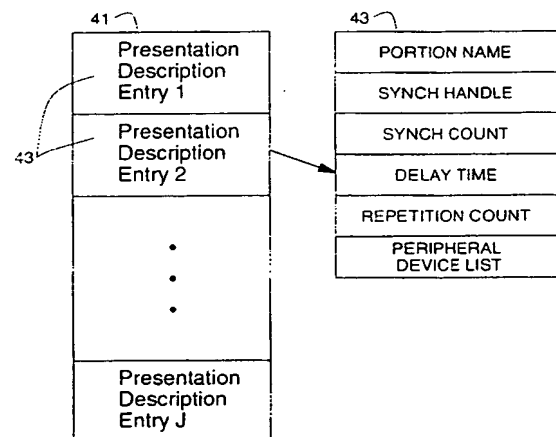 41
Presentation
Description
Entry 1
43
Presentation
Description
Entry 2
Presentation
Description
Entry J
43
PORTION NAME
SYNCH HANDLE
SYNCH COUNT
DELAY TIME
REPETITION COUNT
PERIPHERAL
DEVICE LIST